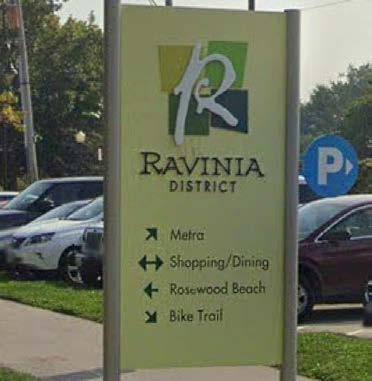 R
RAVINIA
DISTRICT
↗ Metra
↔ Shopping/Dining
← Rosewood Beach
↘ Bike Trail
P